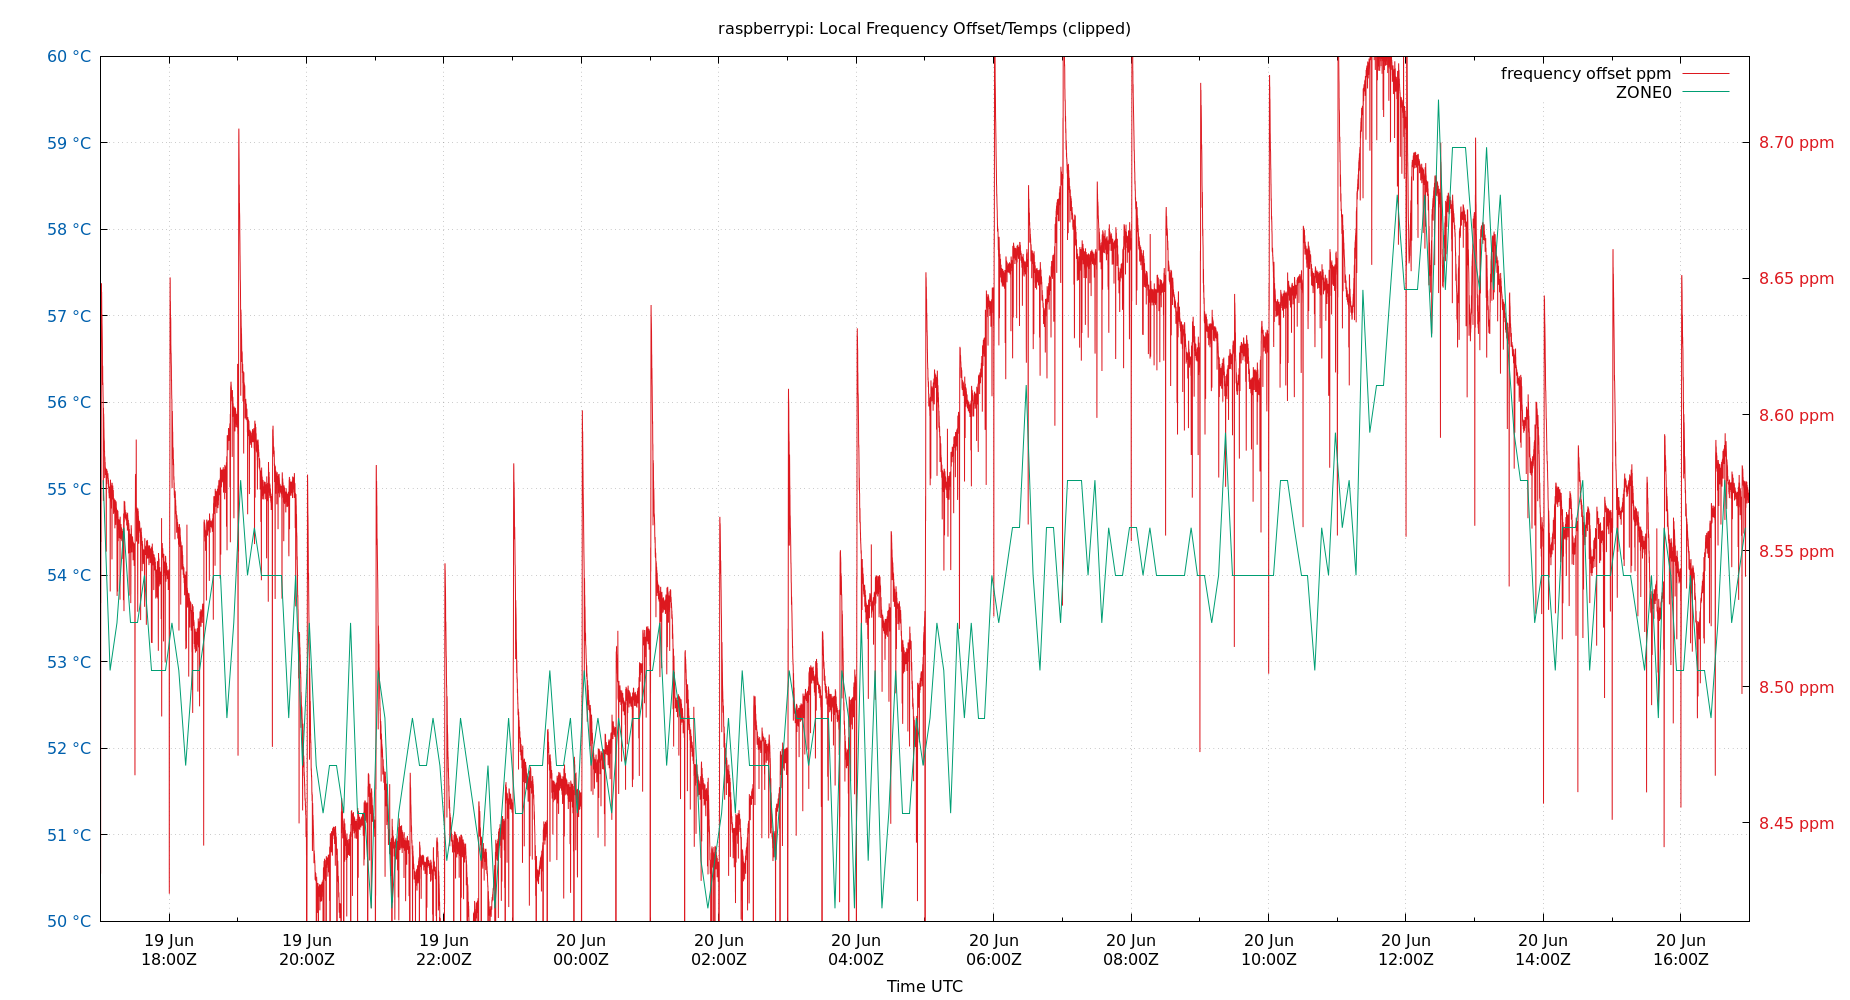 raspberrypi: Local Frequency Offset/Temps (clipped)
frequency offset ppm
ZONE0
60 °C
59 °C
58 °C
57 °C
56 °C
55 °C
54 °C
53 °C
52 °C
51 °C
50 °C
8.70 ppm
8.65 ppm
8.60 ppm
8.55 ppm
8.50 ppm
8.45 ppm
19 Jun
18:00Z
19 Jun
20:00Z
19 Jun
22:00Z
20 Jun
00:00Z
20 Jun
02:00Z
20 Jun
04:00Z
20 Jun
06:00Z
20 Jun
08:00Z
20 Jun
10:00Z
20 Jun
12:00Z
20 Jun
14:00Z
20 Jun
16:00Z
Time UTC